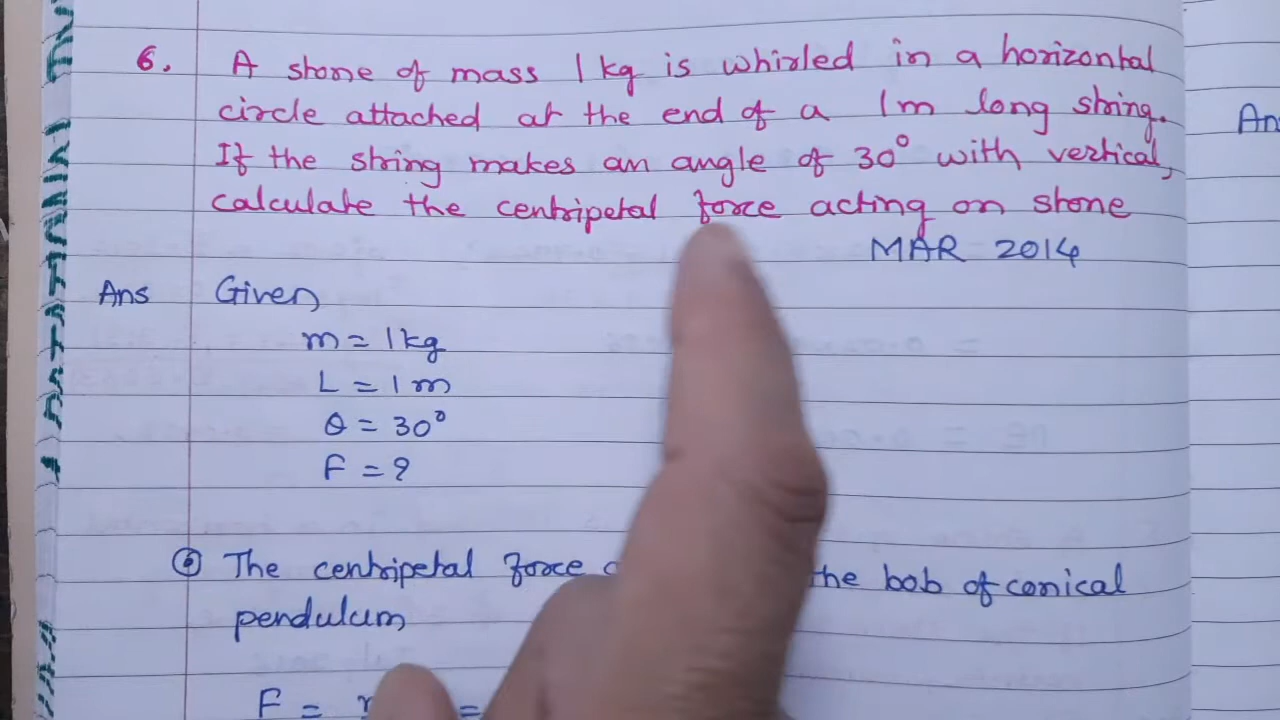 6. A stone of mass 1 kg is whirled in a horizontal
circle attached at the end of a 1m long string.
If the string makes an angle of 30° with vertical,
calculate the centripetal force acting on stone
MAR 2014
Ans Given
m = 1kg
L = 1 m
θ = 30°
F = ?
The centripetal force the bob of conical
pendulum
F = =
An